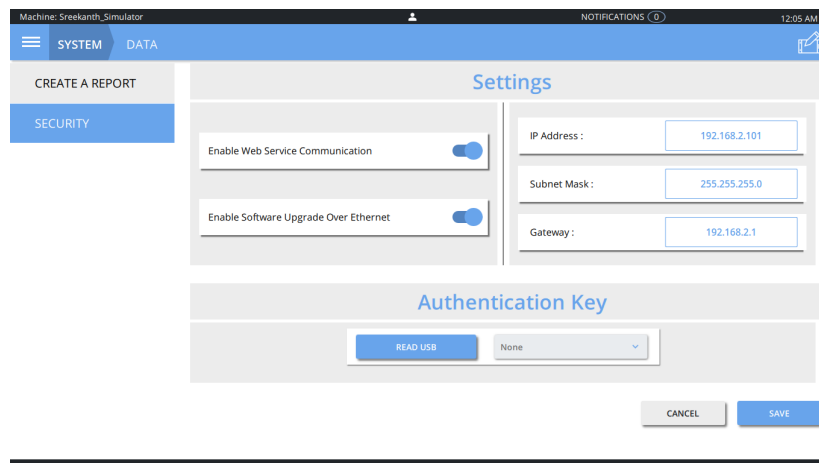 Machine: Sreekanth_Simulator NOTIFICATIONS 0 12:05 AM
SYSTEM DATA
CREATE A REPORT
SECURITY
Settings
Enable Web Service Communication
Enable Software Upgrade Over Ethernet
IP Address : 192.168.2.101
Subnet Mask : 255.255.255.0
Gateway : 192.168.2.1
Authentication Key
READ USB None
CANCEL SAVE